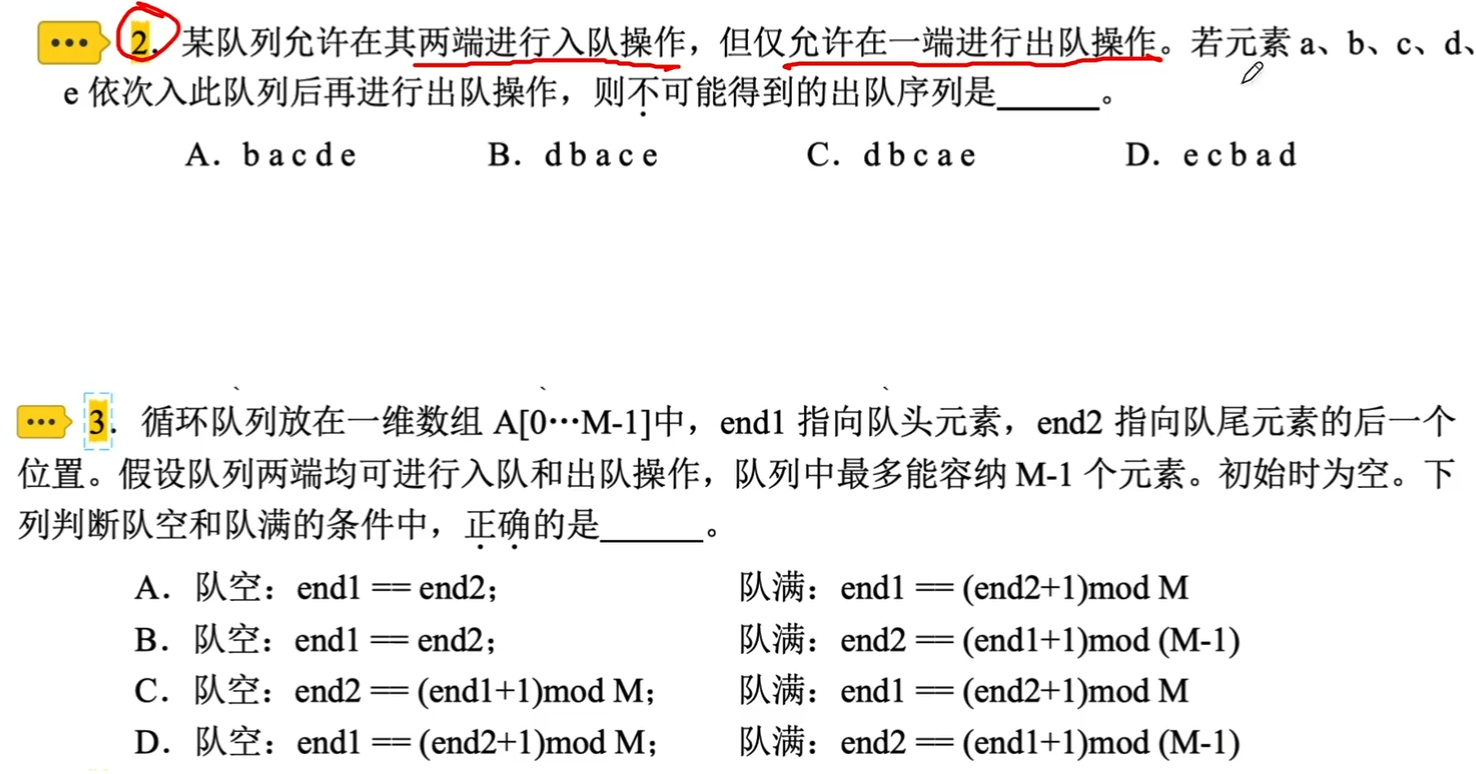 2. 某队列允许在其两端进行入队操作，但仅允许在一端进行出队操作。若元素 a、b、c、d、
e 依次入此队列后再进行出队操作，则不可能得到的出队序列是______。
A．b a c d e B．d b a c e C．d b c a e D．e c b a d
3．循环队列放在一维数组 A[0…M-1]中，end1 指向队头元素，end2 指向队尾元素的后一个
位置。假设队列两端均可进行入队和出队操作，队列中最多能容纳 M-1 个元素。初始时为空。下
列判断队空和队满的条件中，正确的是______。
A．队空：end1 == end2； 队满：end1 == (end2+1)mod M
B．队空：end1 == end2； 队满：end2 == (end1+1)mod (M-1)
C．队空：end2 == (end1+1)mod M； 队满：end1 == (end2+1)mod M
D．队空：end1 == (end2+1)mod M； 队满：end2 == (end1+1)mod (M-1)